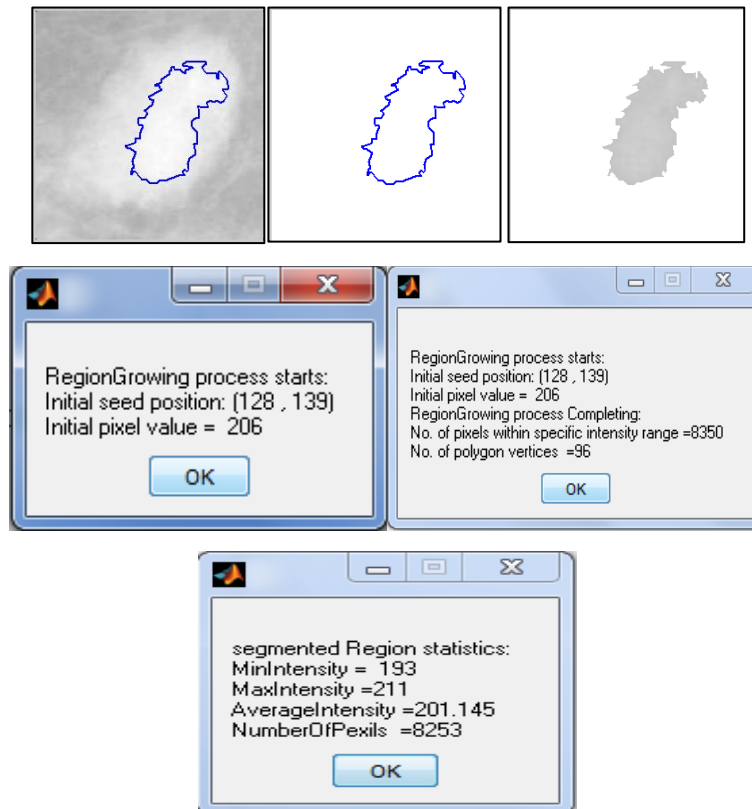 RegionGrowing process starts:
Initial seed position: (128 , 139)
Initial pixel value =  206
OK
RegionGrowing process starts:
Initial seed position: (128 , 139)
Initial pixel value =  206
RegionGrowing process Completing:
No. of pixels within specific intensity range =8350
No. of polygon vertices  =96
OK
segmented Region statistics:
MinIntensity =  193
MaxIntensity =211
AverageIntensity =201.145
NumberOfPexils  =8253
OK